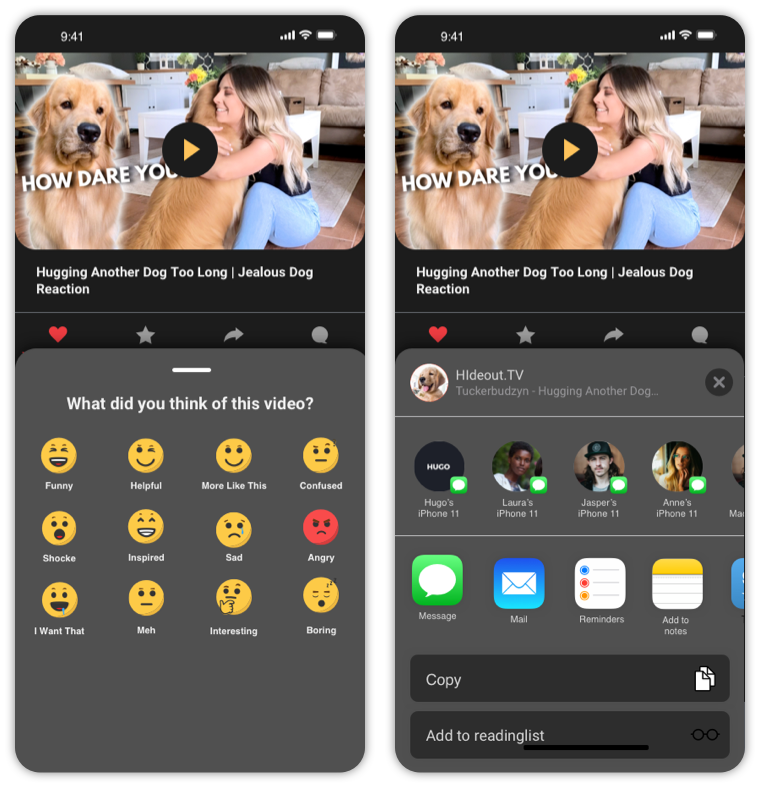 9:41
HOW DARE YOU
Hugging Another Dog Too Long | Jealous Dog
Reaction
What did you think of this video?
Funny
Helpful
More Like This
Confused
Shocke
Inspired
Sad
Angry
I Want That
Meh
Interesting
Boring
9:41
HOW DARE YOU
Hugging Another Dog Too Long | Jealous Dog
Reaction
HIdeout.TV
Tuckerbudzyn - Hugging Another Dog...
HUGO
Hugo's
iPhone 11
Laura's
iPhone 11
Jasper's
iPhone 11
Anne's
iPhone 11
Message
Mail
Reminders
Add to
notes
Copy
Add to readinglist